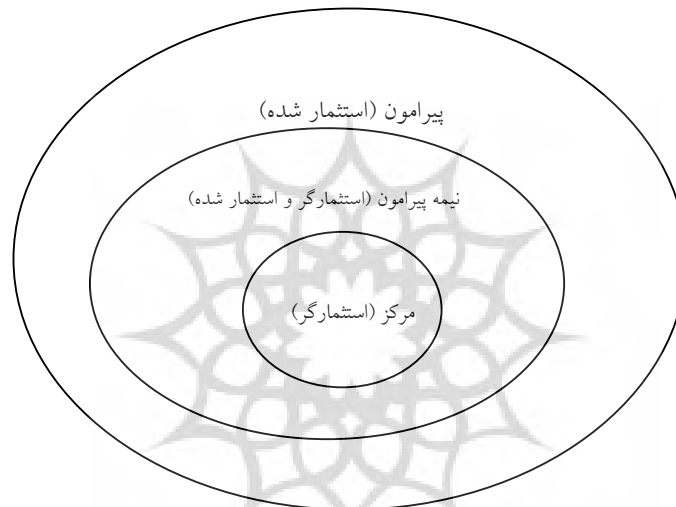 پیرامون (استثمار شده)
نیمه پیرامون (استثمارگر و استثمار شده)
مرکز (استثمارگر)